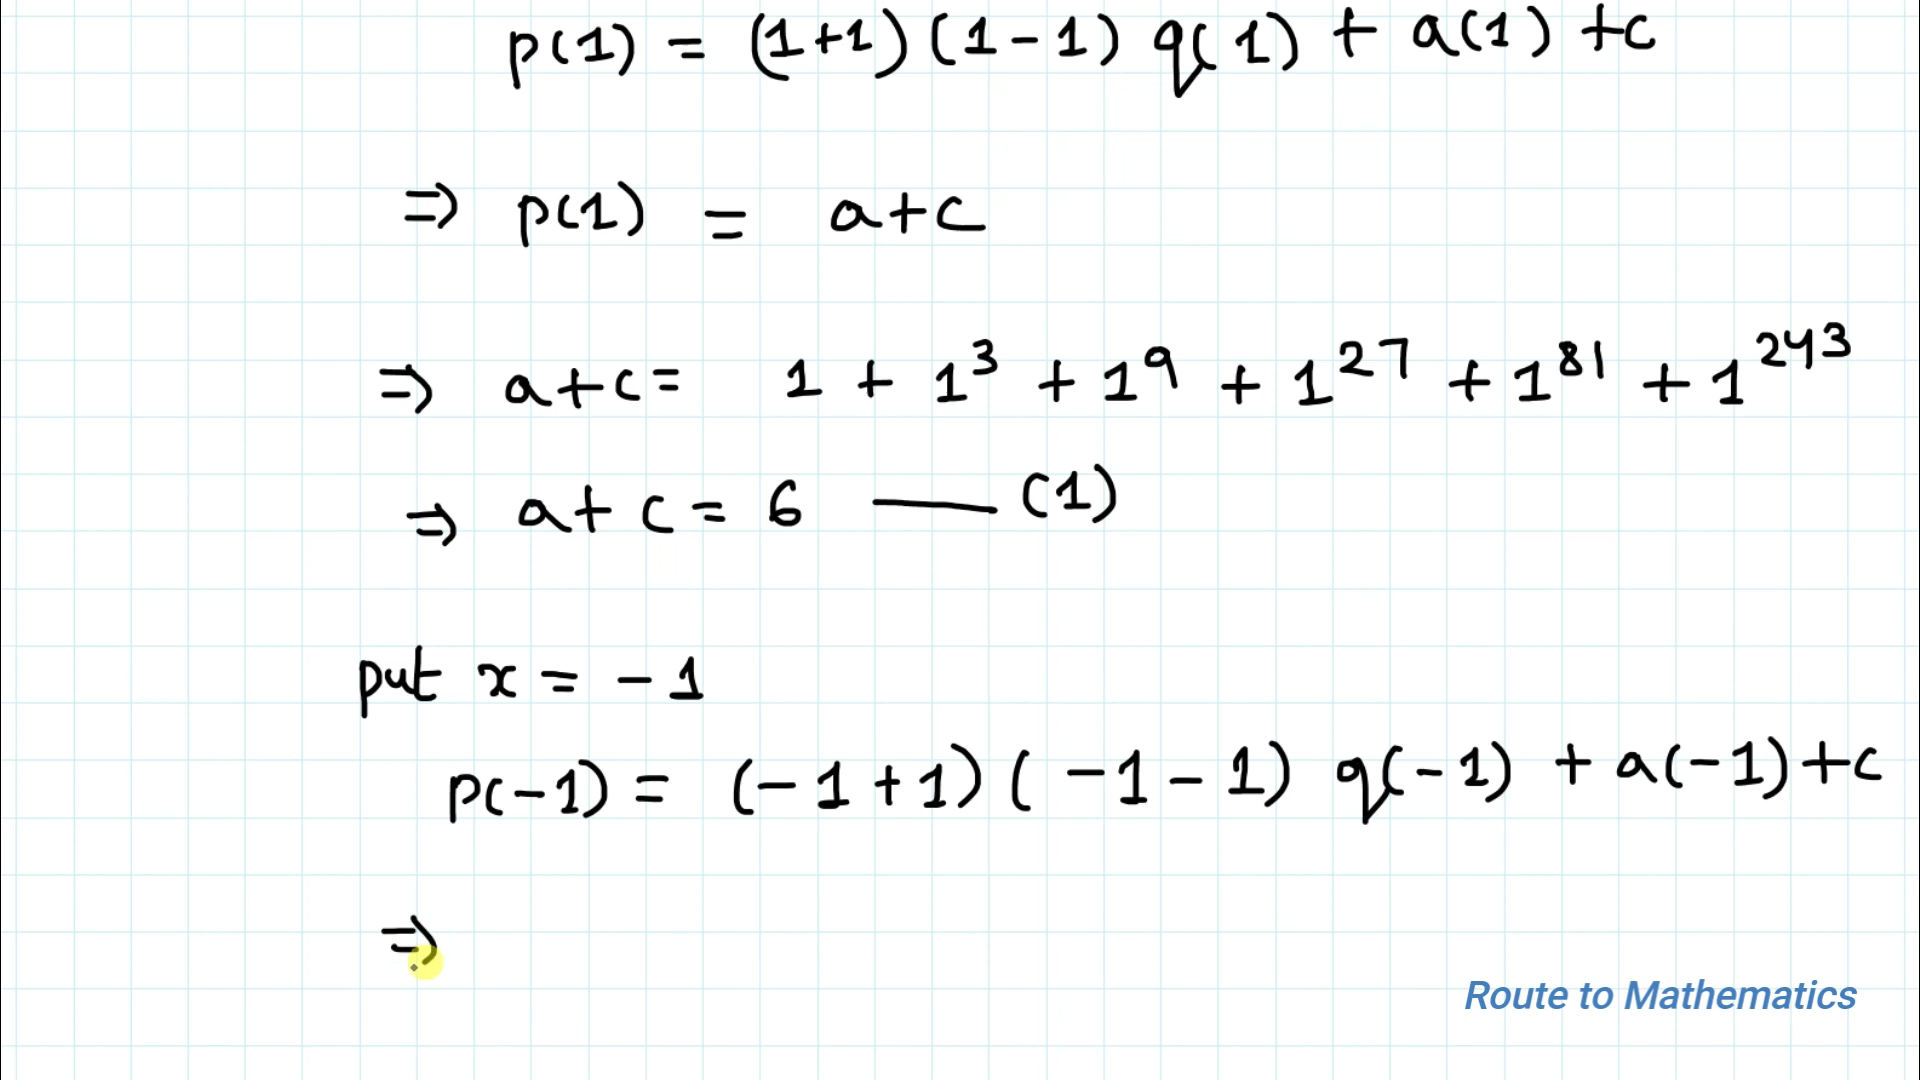 p(1) = (1+1)(1-1) q(1) + a(1) + c
⇒ p(1) = a+c
⇒ a+c = 1 + 1³ + 1⁹ + 1²⁷ + 1⁸¹ + 1²⁴³
⇒ a+c = 6 — (1)
put x = -1
p(-1) = (-1+1)(-1-1) q(-1) + a(-1)+c
⇒
Route to Mathematics